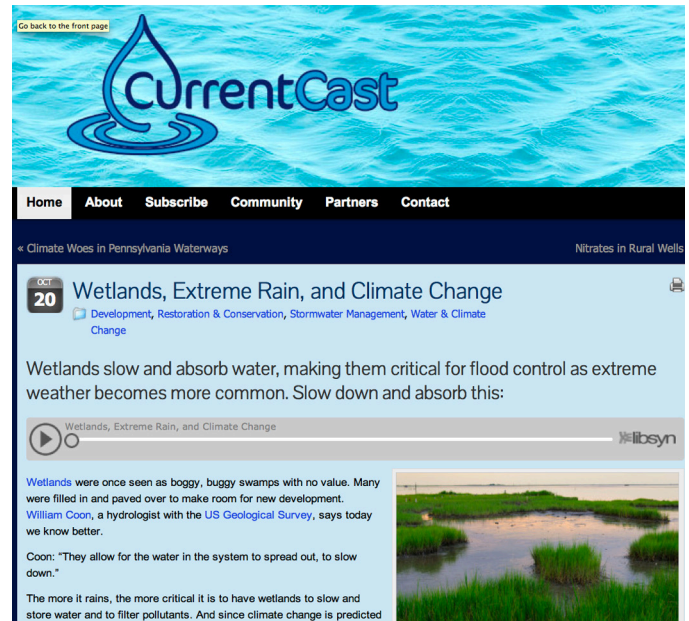 Go back to the front page
CurrentCast
Home About Subscribe Community Partners Contact
« Climate Woes in Pennsylvania Waterways
Nitrates in Rural Wells
OCT
20
Wetlands, Extreme Rain, and Climate Change
Development, Restoration & Conservation, Stormwater Management, Water & Climate
Change
Wetlands slow and absorb water, making them critical for flood control as extreme
weather becomes more common. Slow down and absorb this:
Wetlands, Extreme Rain, and Climate Change
libsyn
Wetlands were once seen as boggy, buggy swamps with no value. Many
were filled in and paved over to make room for new development.
William Coon, a hydrologist with the US Geological Survey, says today
we know better.
Coon: "They allow for the water in the system to spread out, to slow
down."
The more it rains, the more critical it is to have wetlands to slow and
store water and to filter pollutants. And since climate change is predicted